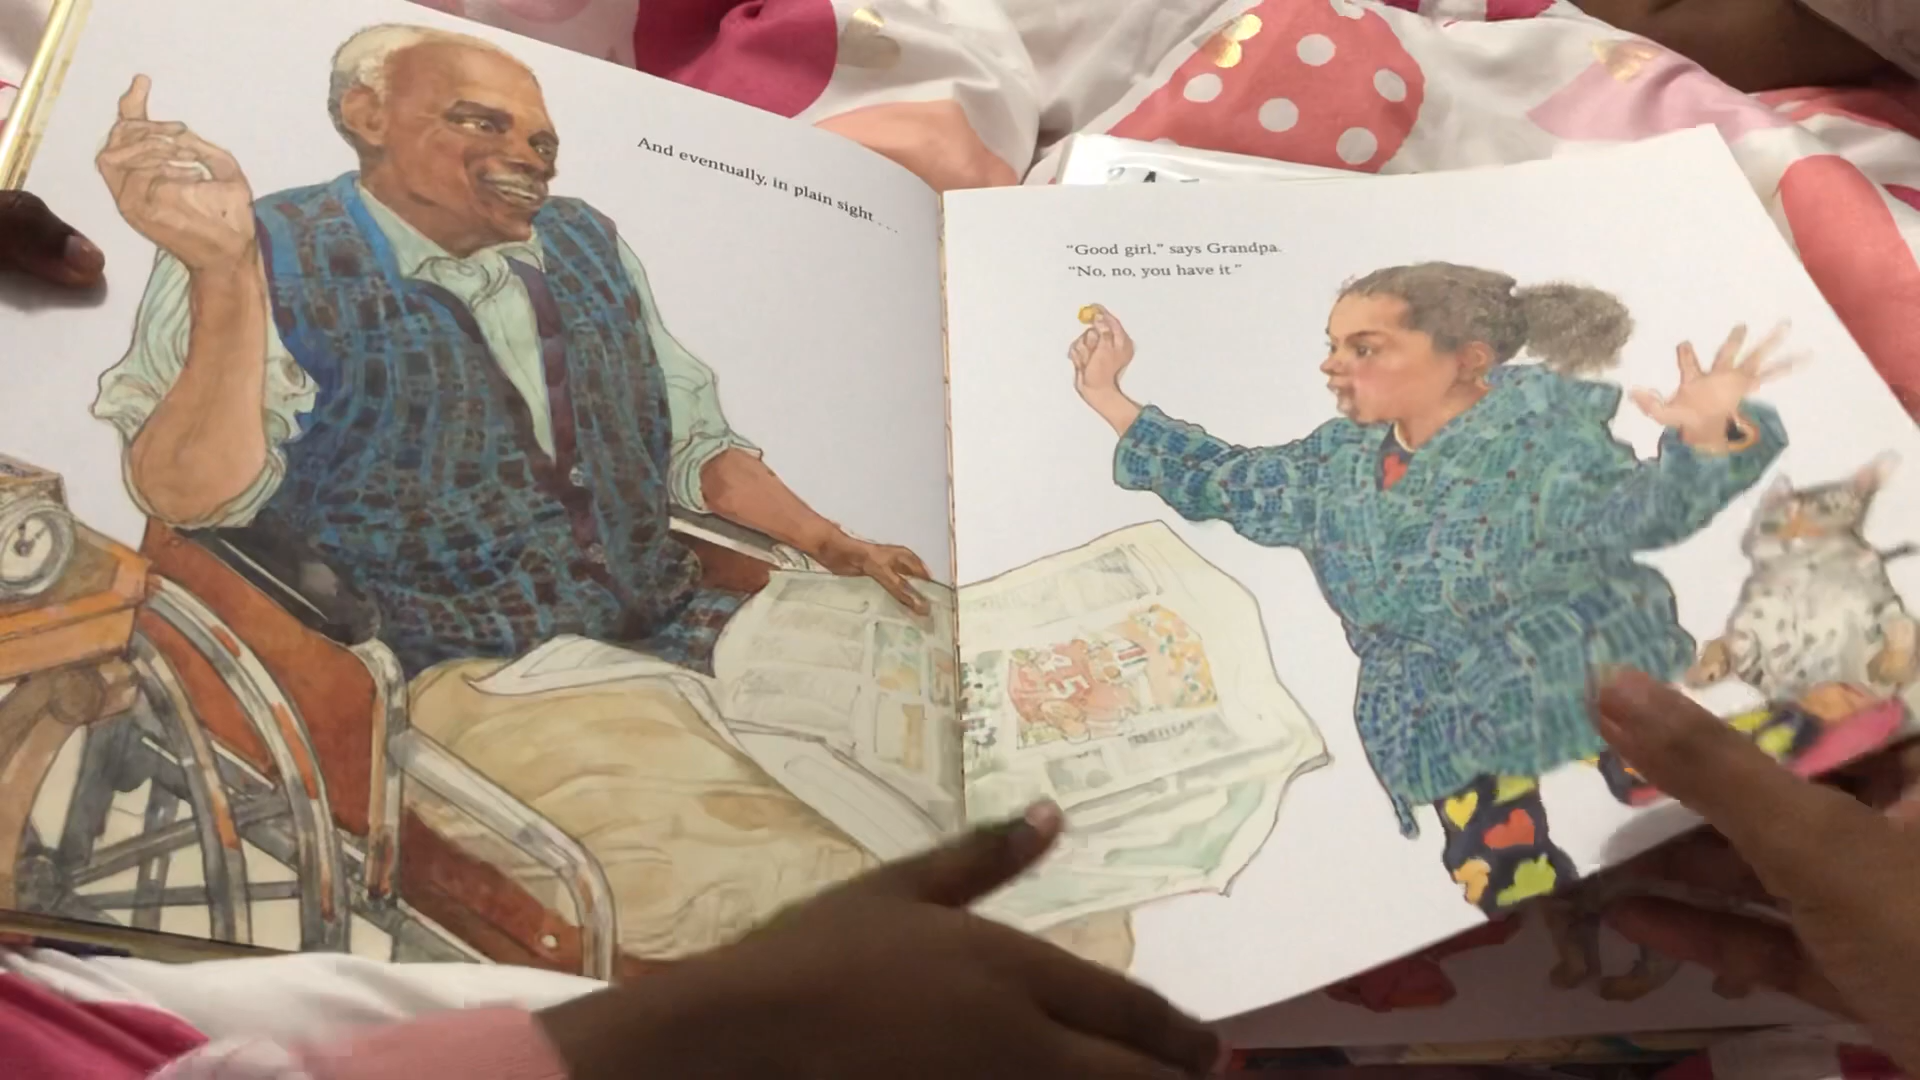 And eventually, in plain sight . . .
“Good girl,” says Grandpa.
“No, no, you have it.”